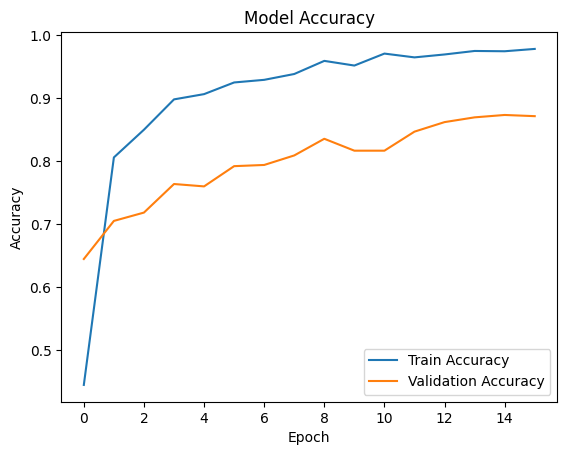 Model Accuracy
1.0
0.9
0.8
0.7
0.6
0.5
Accuracy
Train Accuracy
Validation Accuracy
0 2 4 6 8 10 12 14
Epoch